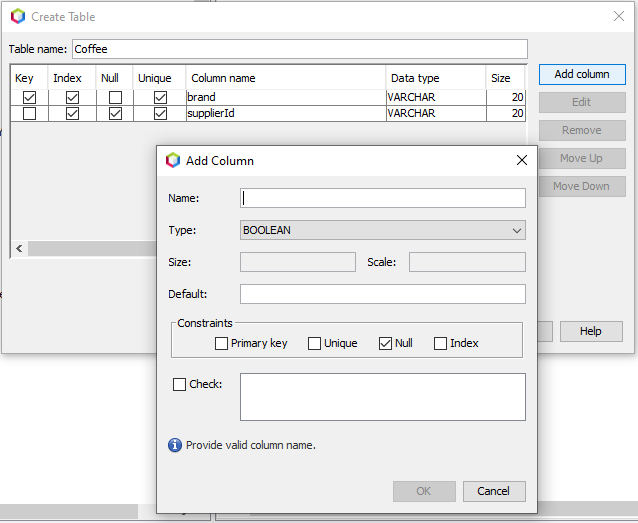 Create Table
Table name: Coffee
Key Index Null Unique Column name Data type Size
brand VARCHAR 20
supplierId VARCHAR 20
Add column
Edit
Remove
Move Up
Move Down
Help
Add Column
Name:
Type: BOOLEAN
Size: Scale:
Default:
Constraints
Primary key Unique Null Index
Check:
Provide valid column name.
OK Cancel